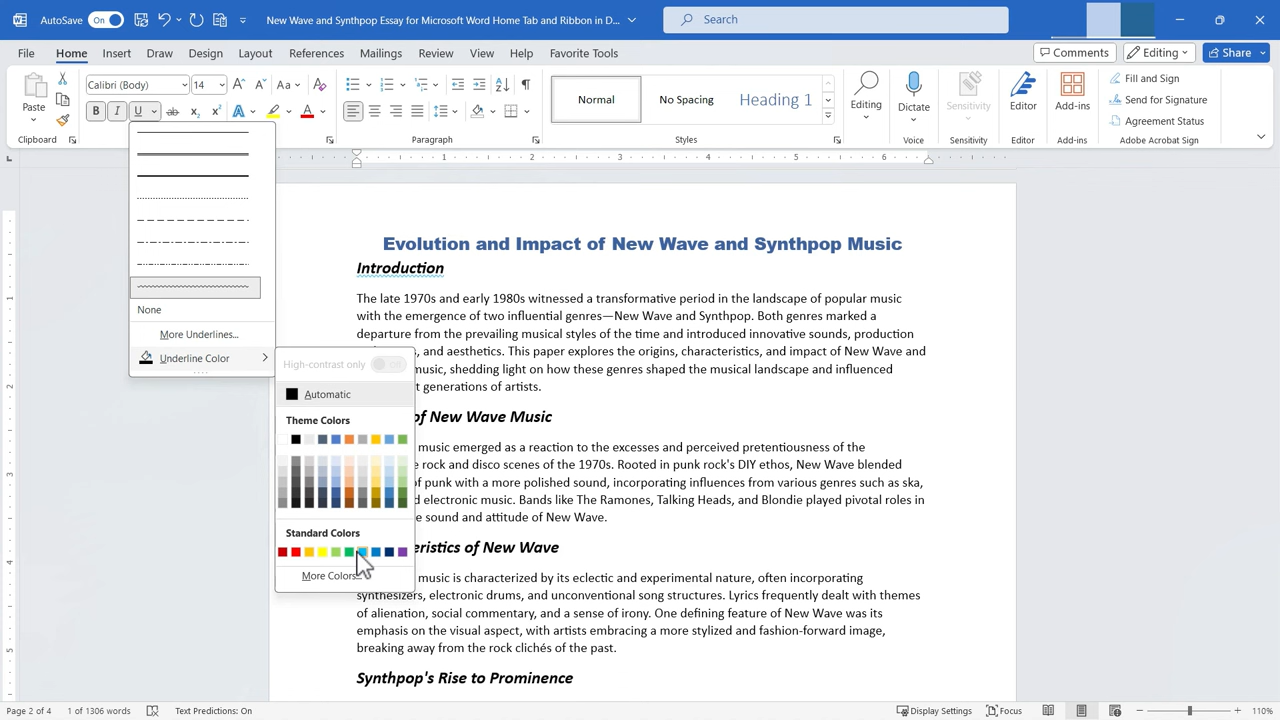 AutoSave On New Wave and Synthpop Essay for Microsoft Word Home Tab and Ribbon in D... Search
File Home Insert Draw Design Layout References Mailings Review View Help Favorite Tools Comments Editing Share
Calibri (Body) 14 Aa
Paste
B I U ab x₂ x² A A
Clipboard
Paragraph
Normal No Spacing Heading 1
Styles
Editing
Dictate
Voice
Sensitivity
Sensitivity
Editor
Editor
Add-ins
Add-ins
Fill and Sign
Send for Signature
Agreement Status
Adobe Acrobat Sign
None
More Underlines...
Underline Color
High-contrast only Off
Automatic
Theme Colors
Standard Colors
More Colors...
1 2 3 4 5 6
1
2
3
4
5
Evolution and Impact of New Wave and Synthpop Music
Introduction
The late 1970s and early 1980s witnessed a transformative period in the landscape of popular music
with the emergence of two influential genres—New Wave and Synthpop. Both genres marked a
departure from the prevailing musical styles of the time and introduced innovative sounds, production
, and aesthetics. This paper explores the origins, characteristics, and impact of New Wave and
music, shedding light on how these genres shaped the musical landscape and influenced
t generations of artists.
of New Wave Music
music emerged as a reaction to the excesses and perceived pretentiousness of the
e rock and disco scenes of the 1970s. Rooted in punk rock's DIY ethos, New Wave blended
of punk with a more polished sound, incorporating influences from various genres such as ska,
d electronic music. Bands like The Ramones, Talking Heads, and Blondie played pivotal roles in
e sound and attitude of New Wave.
eristics of New Wave
music is characterized by its eclectic and experimental nature, often incorporating
synthesizers, electronic drums, and unconventional song structures. Lyrics frequently dealt with themes
of alienation, social commentary, and a sense of irony. One defining feature of New Wave was its
emphasis on the visual aspect, with artists embracing a more stylized and fashion-forward image,
breaking away from the rock clichés of the past.
Synthpop's Rise to Prominence
Page 2 of 4 1 of 1306 words Text Predictions: On Display Settings Focus 110%